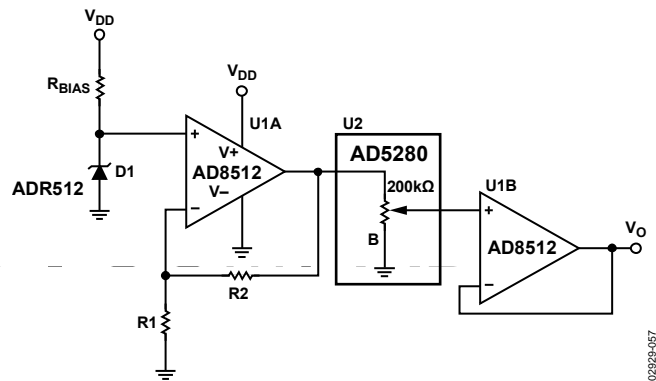 VDD
RBIAS
D1
ADR512
VDD
U1A
+
V+
AD8512
V–
–
R2
R1
U2
AD5280
200kΩ
B
U1B
+
AD8512
–
VO
02929-057